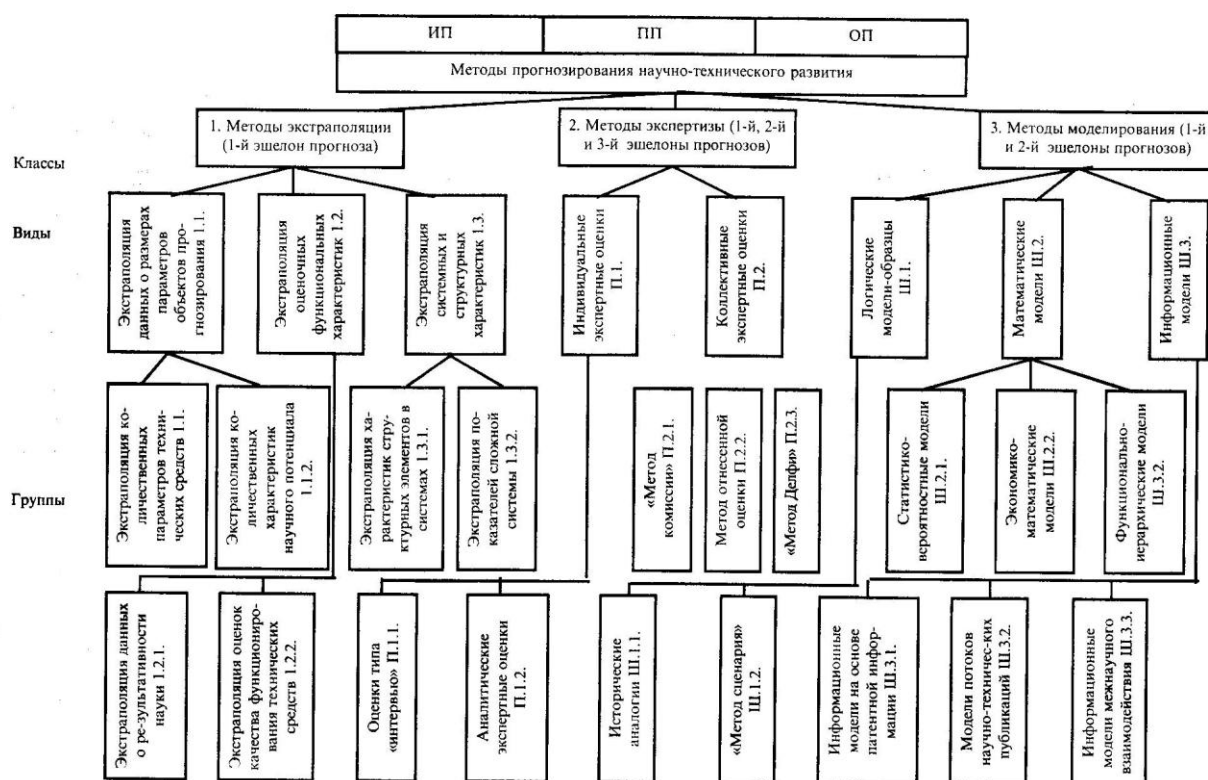 ИП
ПП
ОП
Методы прогнозирования научно-технического развития
1. Методы экстраполяции
(1-й эшелон прогноза)
2. Методы экспертизы (1-й, 2-й
и 3-й эшелоны прогнозов)
3. Методы моделирования (1-й
и 2-й эшелоны прогнозов)
Классы
Виды
Экстраполяция
данных о размерах
параметров
объектов про-
гнозирования 1.1.
Экстраполяция
оценочных
функциональных
характеристик 1.2.
Экстраполяция
системных и
структурных
характеристик 1.3.
Индивидуальные
экспертные оценки
П.1.
Коллективные
экспертные оценки
П.2.
Логические
модели-образцы
Ш.1.
Математические
модели Ш.2.
Информационные
модели Ш.3.
Группы
Экстраполяция ко-
личественных
параметров техни-
ческих средств 1.1.
Экстраполяция ко-
личественных
характеристик
научного потенциала
1.1.2.
Экстраполяция ха-
рактеристик стру-
ктурных элементов в
системах 1.3.1.
Экстраполяция по-
казателей сложной
системы 1.3.2.
«Метод
комиссии» П.2.1.
Метод отнесенной
оценки П.2.2.
«Метод Делфи» П.2.3.
Статистико-
вероятностные модели
Ш.2.1.
Экономико-
математические
модели Ш.2.2.
Функционально-
иерархические модели
Ш.3.2.
Экстраполяция данных
о ре-зультативности
науки 1.2.1.
Экстраполяция оценок
качества функциониро-
вания технических
средств 1.2.2.
Оценки типа
«интервью» П.1.1.
Аналитические
экспертные оценки
П.1.2.
Исторические
аналогии Ш.1.1.
«Метод сценария»
Ш.1.2.
Информационные
модели на основе
патентной инфор-
мации Ш.3.1.
Модели потоков
научно-техничес-ких
публикаций Ш.3.2.
Информационные
модели межнаучного
взаимодействия Ш.3.3.